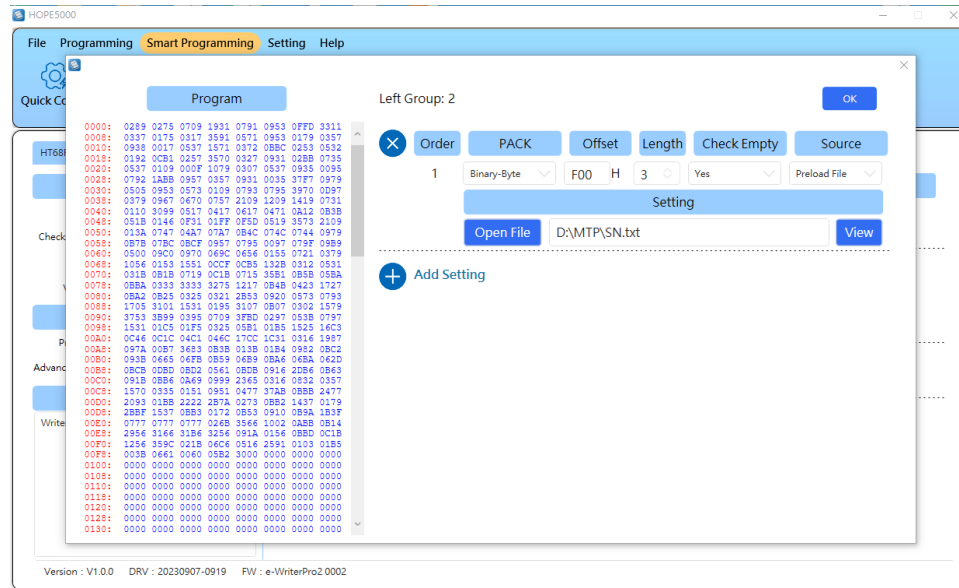 HOPE5000
File Programming Smart Programming Setting Help
Quick Co
HT68F
Check
V
P
Advanc
Write
Program
Left Group: 2
OK
0000: 0289 0275 0709 1931 0791 0953 0FFD 3311
0008: 0337 0175 0317 3591 0571 0953 0179 0357
0010: 0938 0017 0537 1571 0372 0BBC 0253 0532
0018: 0192 0CB1 0257 3570 0327 0931 02BB 0735
0020: 0537 0109 000F 1079 0307 0537 0935 0095
0028: 0792 1ABB 0957 0357 0931 0035 37F7 0979
0030: 0505 0953 0573 0109 0793 0795 3970 0D97
0038: 0379 0967 0670 0757 2109 1209 1419 0731
0040: 0110 3099 0517 0417 0617 0471 0A12 0B3B
0048: 051B 0146 0F31 01FF 0F5D 0519 3573 2109
0050: 013A 0747 04A7 07A7 0B4C 074C 0744 0979
0058: 0B7B 07BC 0BCF 0957 0795 0097 079F 09B9
0060: 0500 09C0 0970 069C 0656 0155 0721 0379
0068: 1056 0153 1551 0CCF 0CB5 132B 0312 0531
0070: 031B 0B1B 0719 0C1B 0715 35B1 0B5B 05BA
0078: 0BBA 0333 3333 3275 1217 0B4B 0423 1727
0080: 0BA2 0B25 0325 0321 2B53 0920 0573 0793
0088: 1705 3101 1531 0195 3107 0B07 0302 1579
0090: 3753 3B99 0395 0709 3FBD 0297 053B 0797
0098: 1531 01C5 01F5 0325 05B1 01B5 1525 16C3
00A0: 0C46 0C1C 04C1 046C 17CC 1C31 0316 1987
00A8: 097A 00B7 3683 0B3B 013B 01B4 0982 0BC2
00B0: 093B 0665 06FB 0B59 06B9 0BA6 06BA 062D
00B8: 0BCB 0DBD 0BD2 0561 0BDB 0916 2DB6 0B63
00C0: 091B 0BB6 0A69 0999 2365 0316 0832 0357
00C8: 1570 0335 0151 0951 0477 37AB 0BBB 2477
00D0: 2093 01BB 2222 2B7A 0273 0BB2 1437 0179
00D8: 2BBF 1537 0BB3 0172 0B53 0910 0B9A 1B3F
00E0: 0777 0777 0777 026B 3566 1002 0ABB 0B14
00E8: 2956 3166 31B6 3256 091A 0156 0BBD 0C1B
00F0: 1256 359C 021B 06C6 0516 2591 0103 01B5
00F8: 003B 0661 0060 05B2 3000 0000 0000 0000
0100: 0000 0000 0000 0000 0000 0000 0000 0000
0108: 0000 0000 0000 0000 0000 0000 0000 0000
0110: 0000 0000 0000 0000 0000 0000 0000 0000
0118: 0000 0000 0000 0000 0000 0000 0000 0000
0120: 0000 0000 0000 0000 0000 0000 0000 0000
0128: 0000 0000 0000 0000 0000 0000 0000 0000
0130: 0000 0000 0000 0000 0000 0000 0000 0000
Order PACK Offset Length Check Empty Source
1 Binary-Byte F00 H 3 Yes Preload File
Setting
Open File D:\MTP\SN.txt View
Add Setting
Version : V1.0.0 DRV : 20230907-0919 FW : e-WriterPro2 0002